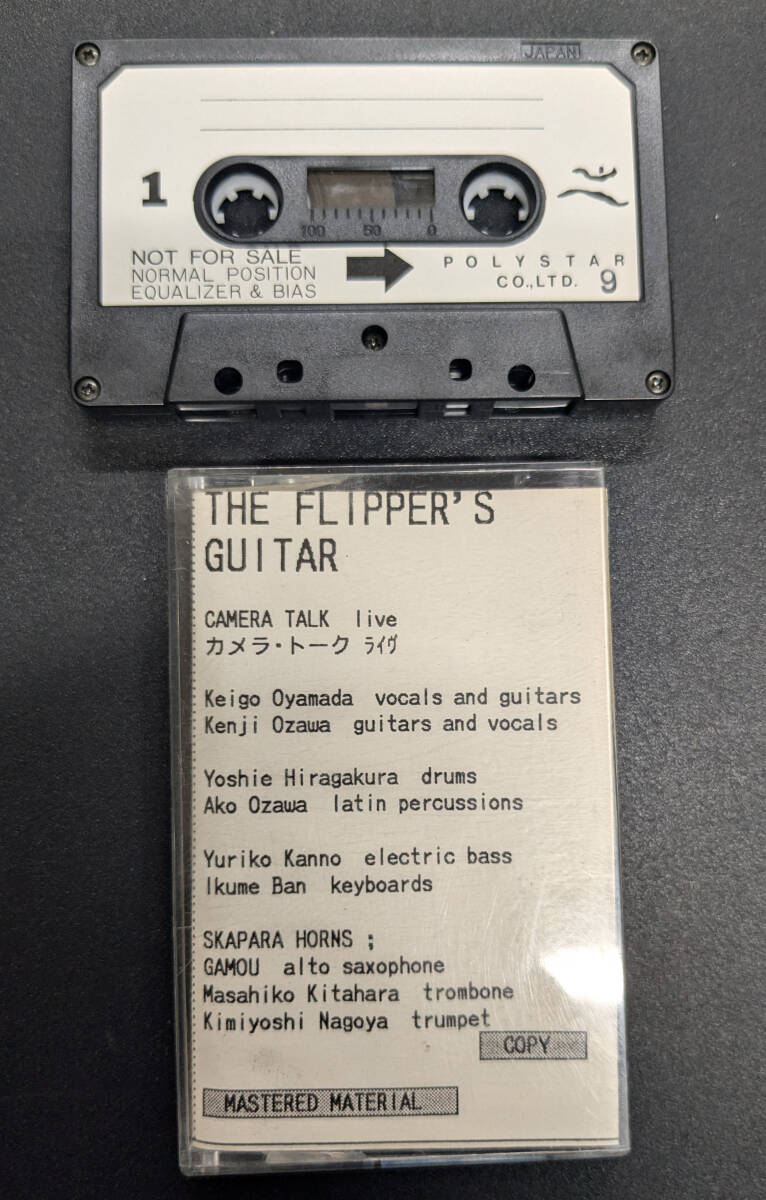 JAPAN
1
100 50 0
NOT FOR SALE
NORMAL POSITION
EQUALIZER & BIAS
POLYSTAR
CO.,LTD. 9
THE FLIPPER'S
GUITAR
CAMERA TALK live
カメラ・トーク ﾗｲｳﾞ
Keigo Oyamada vocals and guitars
Kenji Ozawa guitars and vocals
Yoshie Hiragakura drums
Ako Ozawa latin percussions
Yuriko Kanno electric bass
Ikume Ban keyboards
SKAPARA HORNS ;
GAMOU alto saxophone
Masahiko Kitahara trombone
Kimiyoshi Nagoya trumpet
COPY
MASTERED MATERIAL